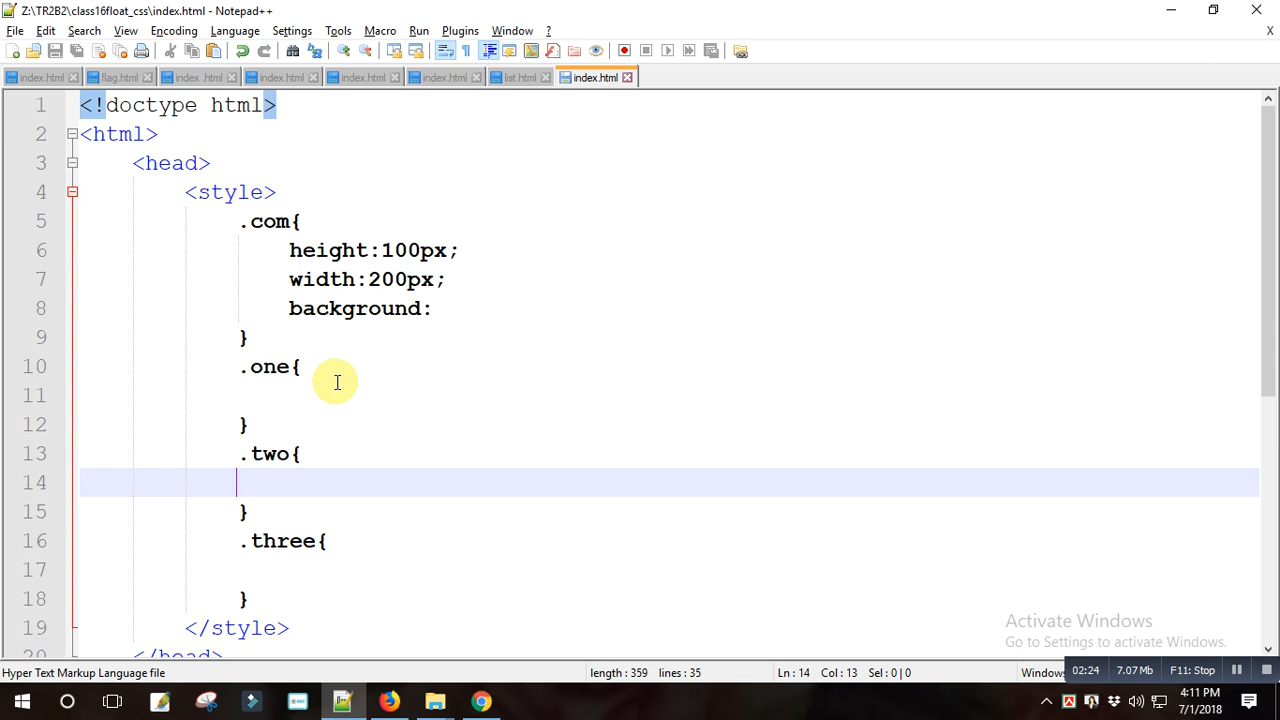 Z:\TR2B2\class16float_css\index.html - Notepad++
File Edit Search View Encoding Language Settings Tools Macro Run Plugins Window ? X
index.html flag.html index .html index.html index.html index.html list.html index.html
1 <!doctype html>
2 <html>
3 <head>
4 <style>
5 .com{
6 height:100px;
7 width:200px;
8 background:
9 }
10 .one{
11
12 }
13 .two{
14
15 }
16 .three{
17
18 }
19 </style>
20 </head>
Activate Windows
Go to Settings to activate Windows.
Hyper Text Markup Language file length : 359 lines : 35 Ln : 14 Col : 13 Sel : 0 | 0 Window
02:24 7.07 Mb F11: Stop
4:11 PM
7/1/2018